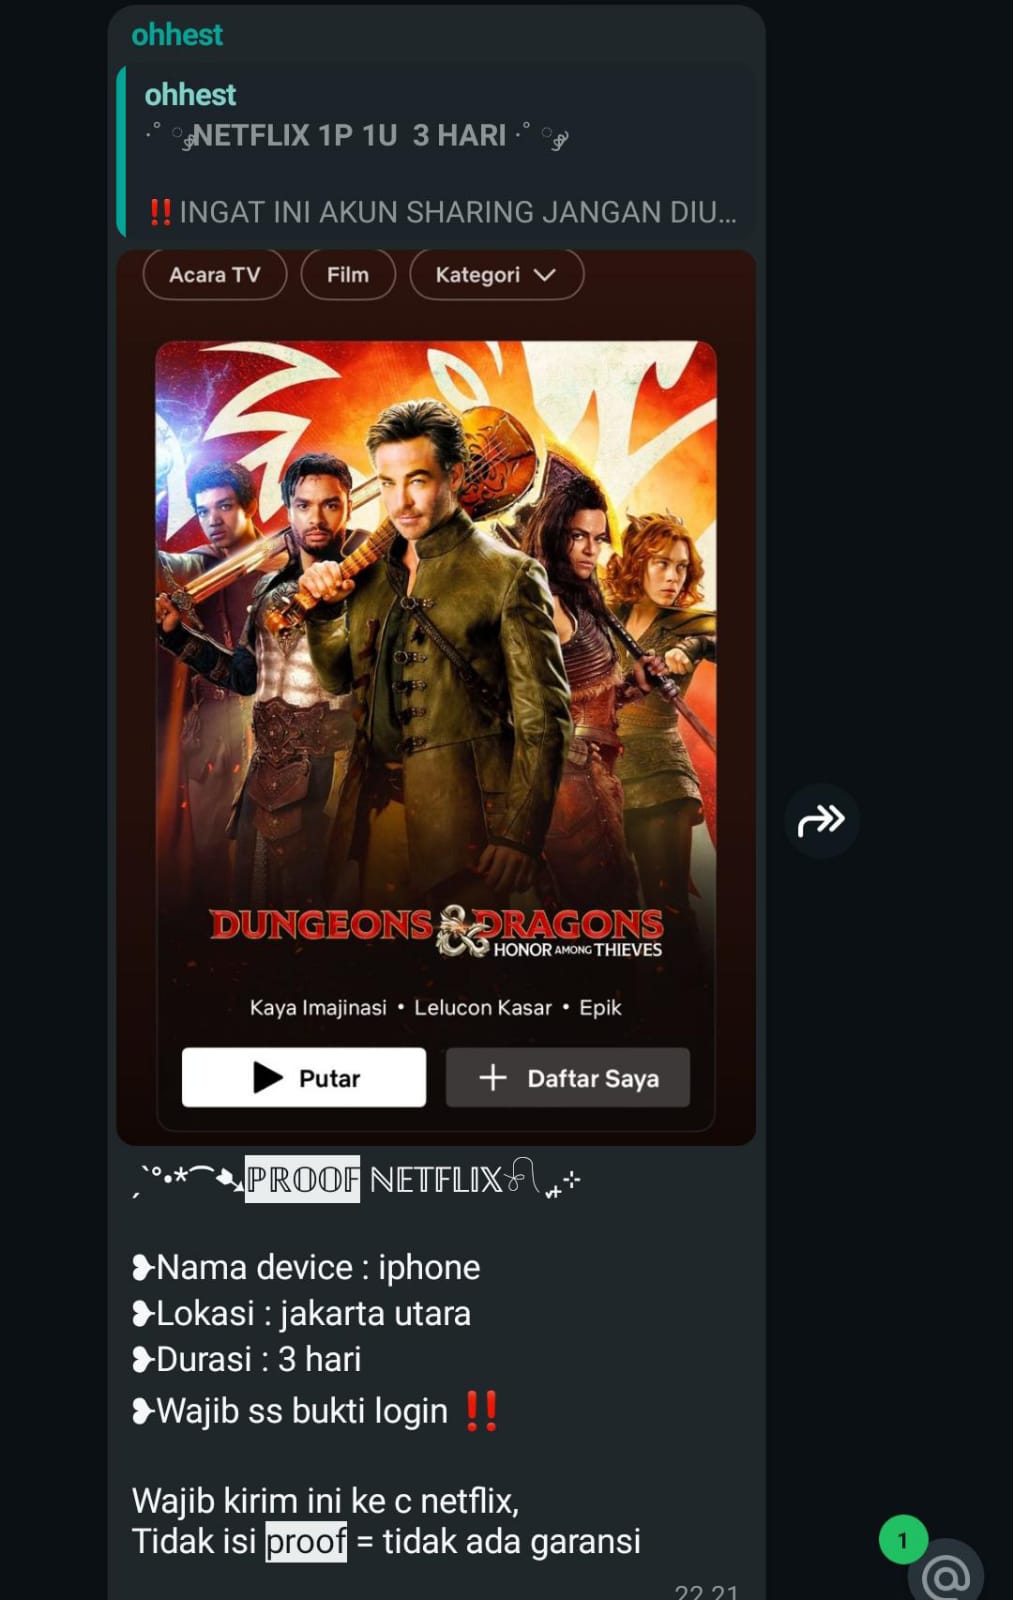 ohhest
ohhest
NETFLIX 1P 1U 3 HARI
‼️INGAT INI AKUN SHARING JANGAN DIU...
Acara TV
Film
Kategori
DUNGEONS & DRAGONS
HONOR AMONG THIEVES
Kaya Imajinasi • Lelucon Kasar • Epik
Putar
Daftar Saya
ℙℝ𝕆𝕆𝔽 ℕ𝔼𝕋𝔽𝕃𝕀𝕏
❥Nama device : iphone
❥Lokasi : jakarta utara
❥Durasi : 3 hari
❥Wajib ss bukti login ‼️
Wajib kirim ini ke c netflix,
Tidak isi proof = tidak ada garansi
22.21
1
@